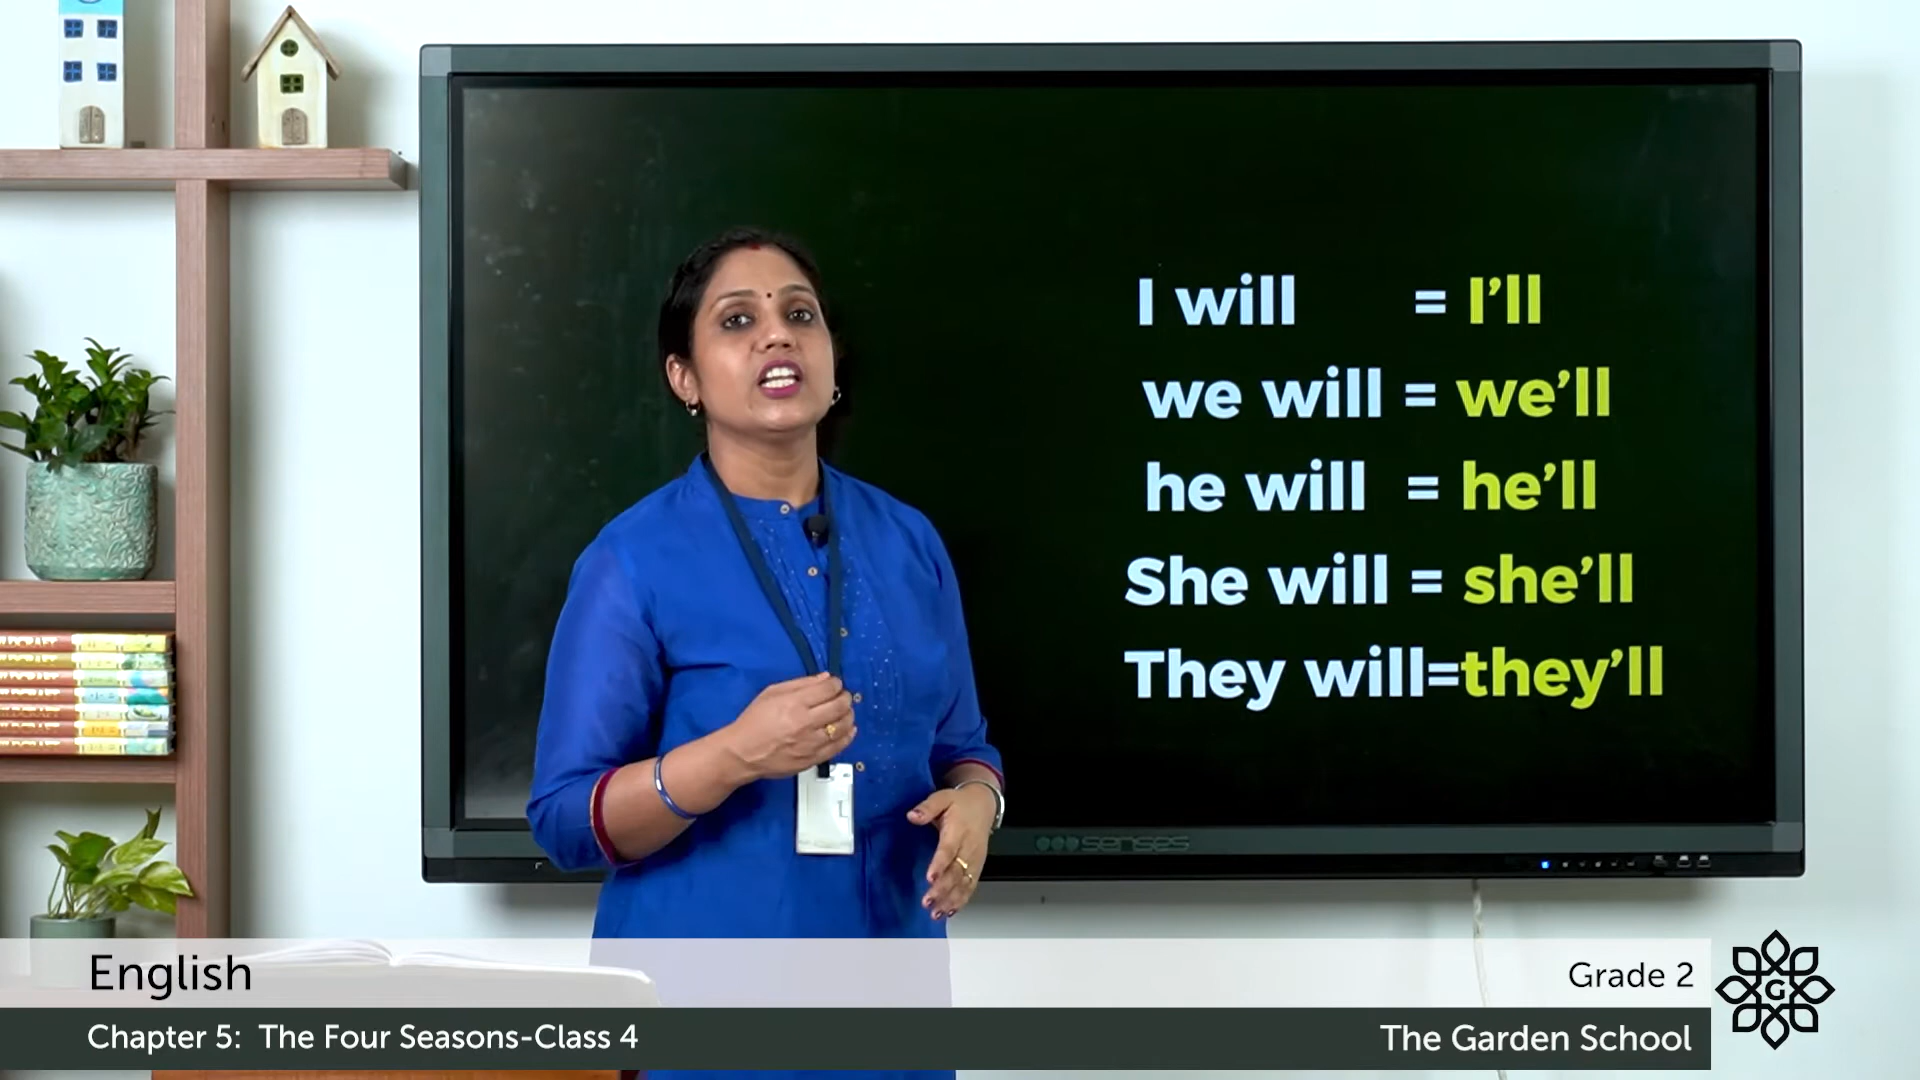 I will = I'll
we will = we'll
he will = he'll
She will = she'll
They will=they'll
senses
English
Grade 2
Chapter 5: The Four Seasons-Class 4
The Garden School
G